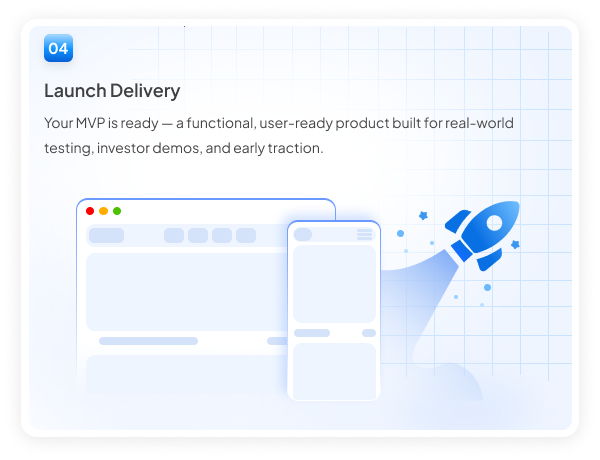 04
Launch Delivery
Your MVP is ready — a functional, user-ready product built for real-world
testing, investor demos, and early traction.